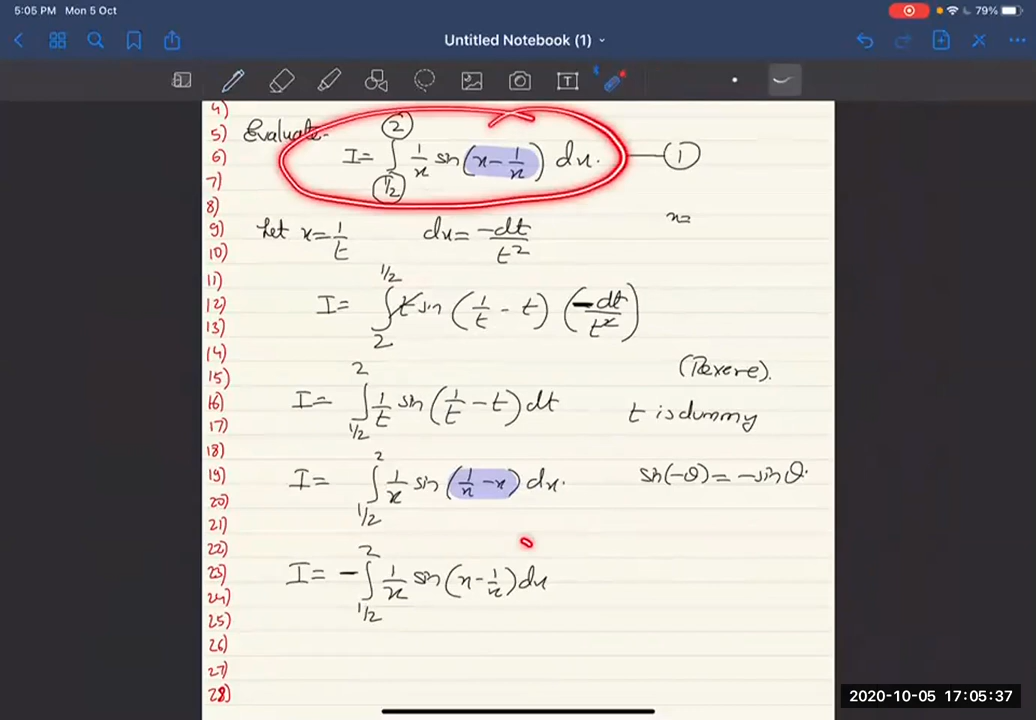 5:05 PM Mon 5 Oct
79%
Untitled Notebook (1)
T
4)
5) Evaluate-
6) I = ∫_{1/2}^{2} 1/x sin(x - 1/x) dx. — ①
7)
8)
9) Let x = 1/t dx = -dt/t² x=
10)
11)
12) I = ∫_{2}^{1/2} t sin (1/t - t) (-dt/t²)
13)
14)
15) (Rexere).
16) I = ∫_{1/2}^{2} 1/t sin (1/t - t) dt t is dummy
17)
18)
19) I = ∫_{1/2}^{2} 1/x sin (1/x - x) dx. sin(-θ) = -sinθ.
20)
21)
22)
23) I = - ∫_{1/2}^{2} 1/x sin (x - 1/x) dx
24)
25)
26)
27)
28)
2020-10-05 17:05:37